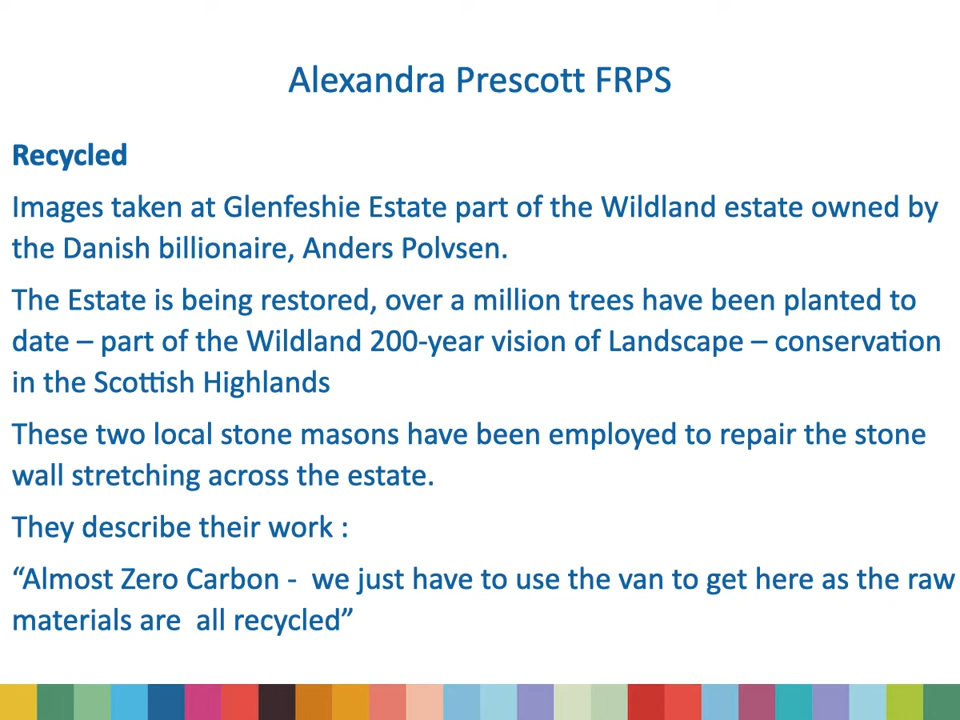 Alexandra Prescott FRPS
Recycled
Images taken at Glenfeshie Estate part of the Wildland estate owned by
the Danish billionaire, Anders Polvsen.
The Estate is being restored, over a million trees have been planted to
date – part of the Wildland 200-year vision of Landscape – conservation
in the Scottish Highlands
These two local stone masons have been employed to repair the stone
wall stretching across the estate.
They describe their work :
“Almost Zero Carbon -  we just have to use the van to get here as the raw
materials are  all recycled”